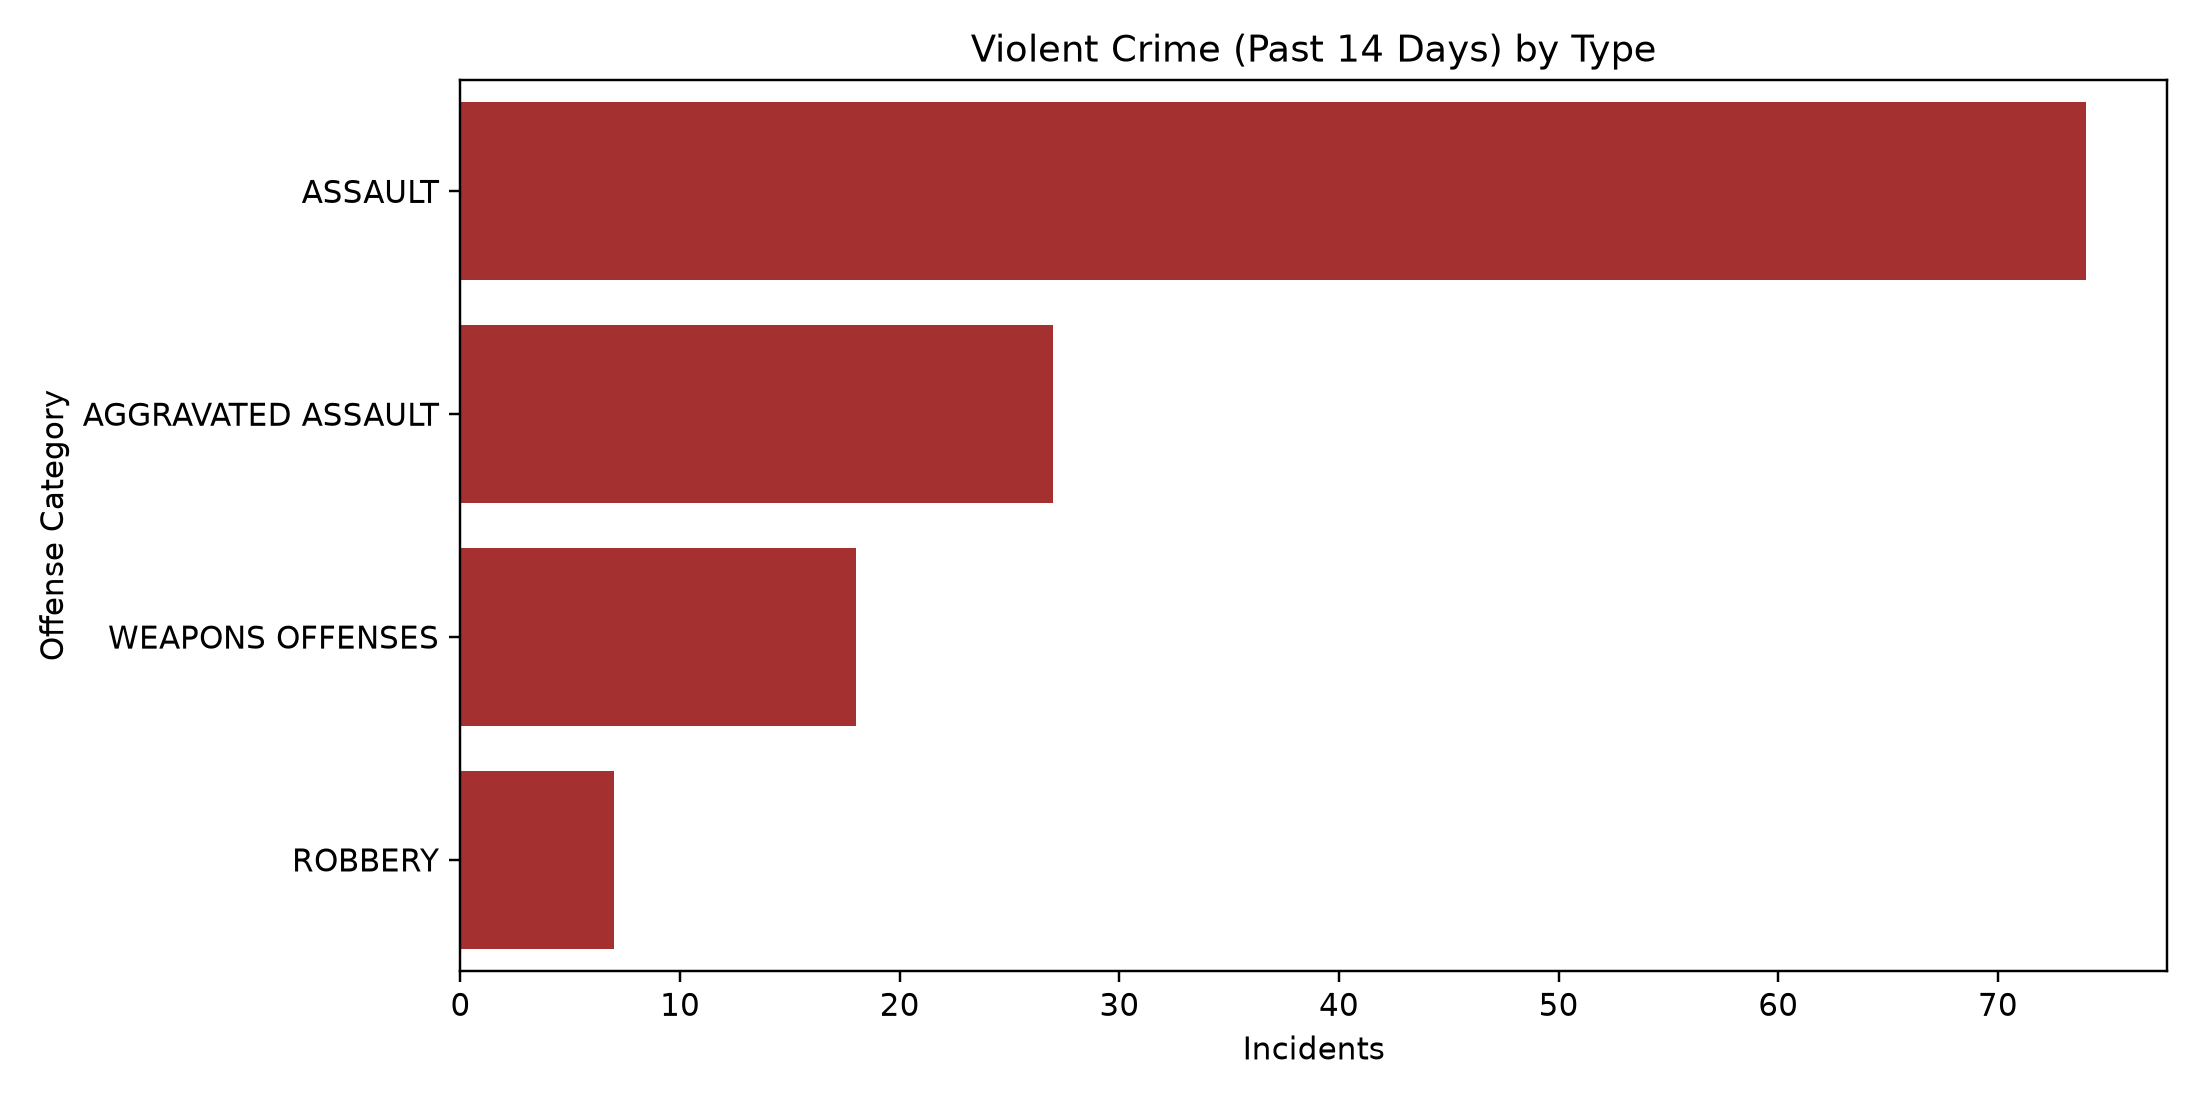 Violent Crime (Past 14 Days) by Type
Offense Category
ASSAULT
AGGRAVATED ASSAULT
WEAPONS OFFENSES
ROBBERY
0 10 20 30 40 50 60 70
Incidents